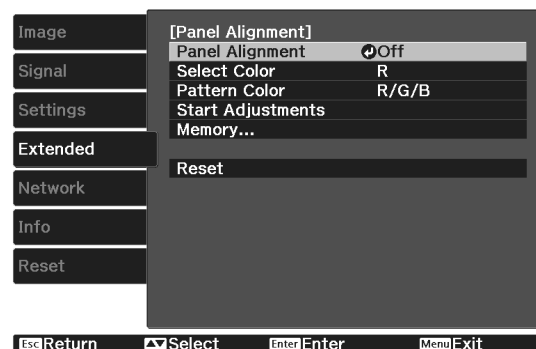 Image
Signal
Settings
Extended
Network
Info
Reset
[Panel Alignment]
Panel Alignment Off
Select Color R
Pattern Color R/G/B
Start Adjustments
Memory...
Reset
Esc Return Select Enter Enter Menu Exit